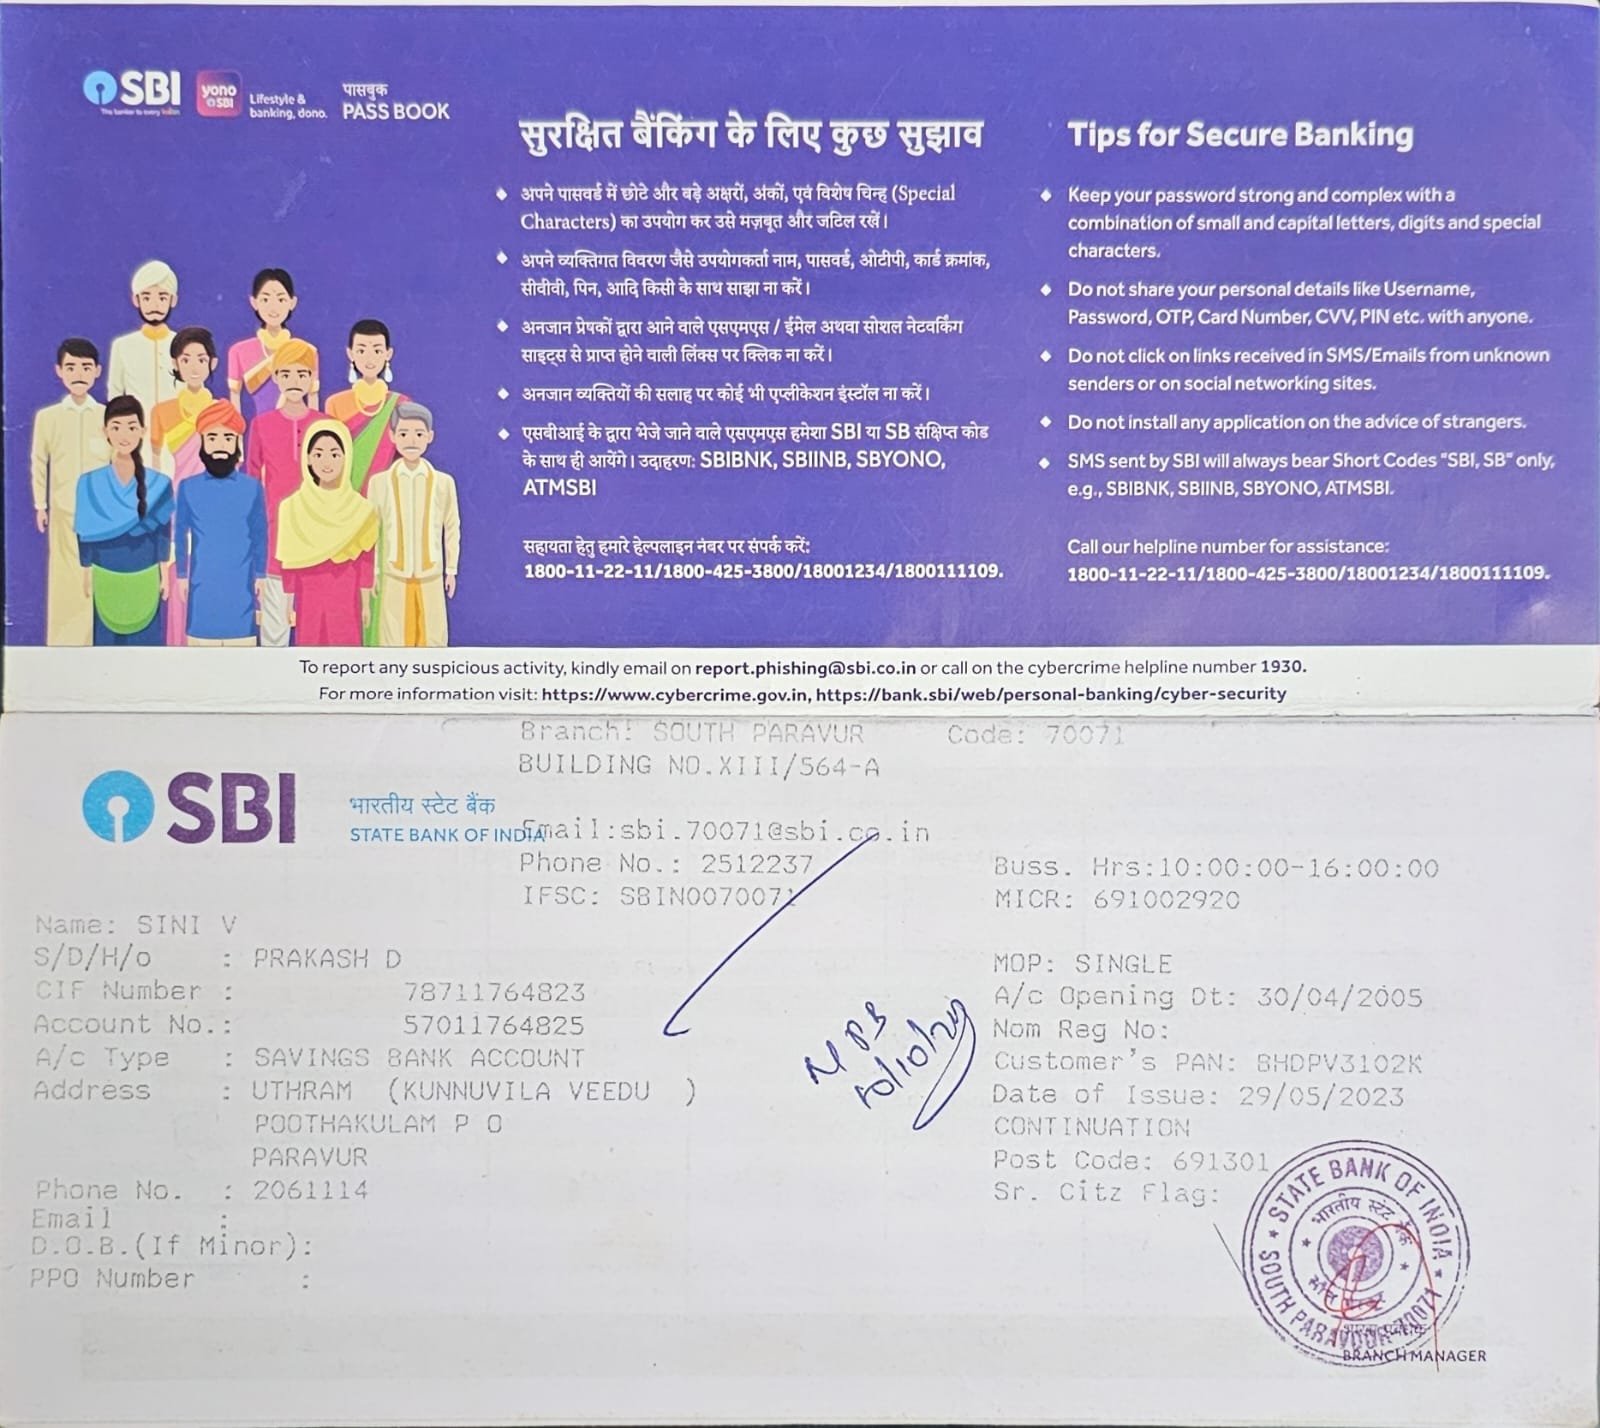 SBI
The banker to every Indian
yono SBI
Lifestyle & banking, dono.
पासबुक
PASS BOOK
सुरक्षित बैंकिंग के लिए कुछ सुझाव
अपने पासवर्ड में छोटे और बड़े अक्षरों, अंकों, एवं विशेष चिन्ह (Special
Characters) का उपयोग कर उसे मज़बूत और जटिल रखें।
अपने व्यक्तिगत विवरण जैसे उपयोगकर्ता नाम, पासवर्ड, ओटीपी, कार्ड क्रमांक,
सीवीवी, पिन, आदि किसी के साथ साझा ना करें।
अनजान प्रेषकों द्वारा आने वाले एसएमएस / ईमेल अथवा सोशल नेटवर्किंग
साइट्स से प्राप्त होने वाली लिंक्स पर क्लिक ना करें।
अनजान व्यक्तियों की सलाह पर कोई भी एप्लीकेशन इंस्टॉल ना करें।
एसबीआई के द्वारा भेजे जाने वाले एसएमएस हमेशा SBI या SB संक्षिप्त कोड
के साथ ही आयेंगे। उदाहरण: SBIBNK, SBIINB, SBYONO,
ATMSBI
सहायता हेतु हमारे हेल्पलाइन नंबर पर संपर्क करें:
1800-11-22-11/1800-425-3800/18001234/1800111109.
Tips for Secure Banking
Keep your password strong and complex with a
combination of small and capital letters, digits and special
characters.
Do not share your personal details like Username,
Password, OTP, Card Number, CVV, PIN etc. with anyone.
Do not click on links received in SMS/Emails from unknown
senders or on social networking sites.
Do not install any application on the advice of strangers.
SMS sent by SBI will always bear Short Codes "SBI, SB" only,
e.g., SBIBNK, SBIINB, SBYONO, ATMSBI.
Call our helpline number for assistance:
1800-11-22-11/1800-425-3800/18001234/1800111109.
To report any suspicious activity, kindly email on report.phishing@sbi.co.in or call on the cybercrime helpline number 1930.
For more information visit: https://www.cybercrime.gov.in, https://bank.sbi/web/personal-banking/cyber-security
Branch: SOUTH PARAVUR Code: 70071
BUILDING NO.XIII/564-A
SBI
भारतीय स्टेट बैंक
STATE BANK OF INDIA
Email:sbi.70071@sbi.co.in
Phone No.: 2512237
IFSC: SBIN0070071
Buss. Hrs:10:00:00-16:00:00
MICR: 691002920
Name: SINI V
S/D/H/o : PRAKASH D
CIF Number : 78711764823
Account No.: 57011764825
A/c Type : SAVINGS BANK ACCOUNT
Address : UTHRAM (KUNNUVILA VEEDU )
POOTHAKULAM P O
PARAVUR
Phone No. : 2061114
Email :
D.O.B.(If Minor):
PPO Number :
MOP: SINGLE
A/c Opening Dt: 30/04/2005
Nom Reg No:
Customer's PAN: BHDPV3102K
Date of Issue: 29/05/2023
CONTINUATION
Post Code: 691301
Sr. Citz Flag:
STATE BANK OF INDIA
भारतीय स्टेट बैंक
SOUTH PARAVOOR 70071
BRANCH MANAGER